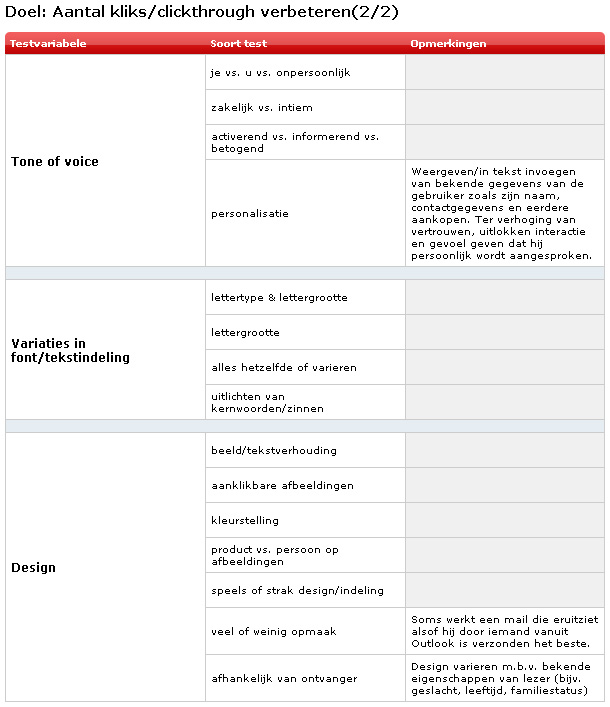 Doel: Aantal kliks/clickthrough verbeteren(2/2)
Testvariabele Soort test Opmerkingen
Tone of voice
je vs. u vs. onpersoonlijk
zakelijk vs. intiem
activerend vs. informerend vs.
betogend
personalisatie
Weergeven/in tekst invoegen
van bekende gegevens van de
gebruiker zoals zijn naam,
contactgegevens en eerdere
aankopen. Ter verhoging van
vertrouwen, uitlokken interactie
en gevoel geven dat hij
persoonlijk wordt aangesproken.
Variaties in
font/tekstindeling
lettertype & lettergrootte
lettergrootte
alles hetzelfde of varieren
uitlichten van
kernwoorden/zinnen
Design
beeld/tekstverhouding
aanklikbare afbeeldingen
kleurstelling
product vs. persoon op
afbeeldingen
speels of strak design/indeling
veel of weinig opmaak
Soms werkt een mail die eruitziet
alsof hij door iemand vanuit
Outlook is verzonden het beste.
afhankelijk van ontvanger
Design varieren m.b.v. bekende
eigenschappen van lezer (bijv.
geslacht, leeftijd, familiestatus)